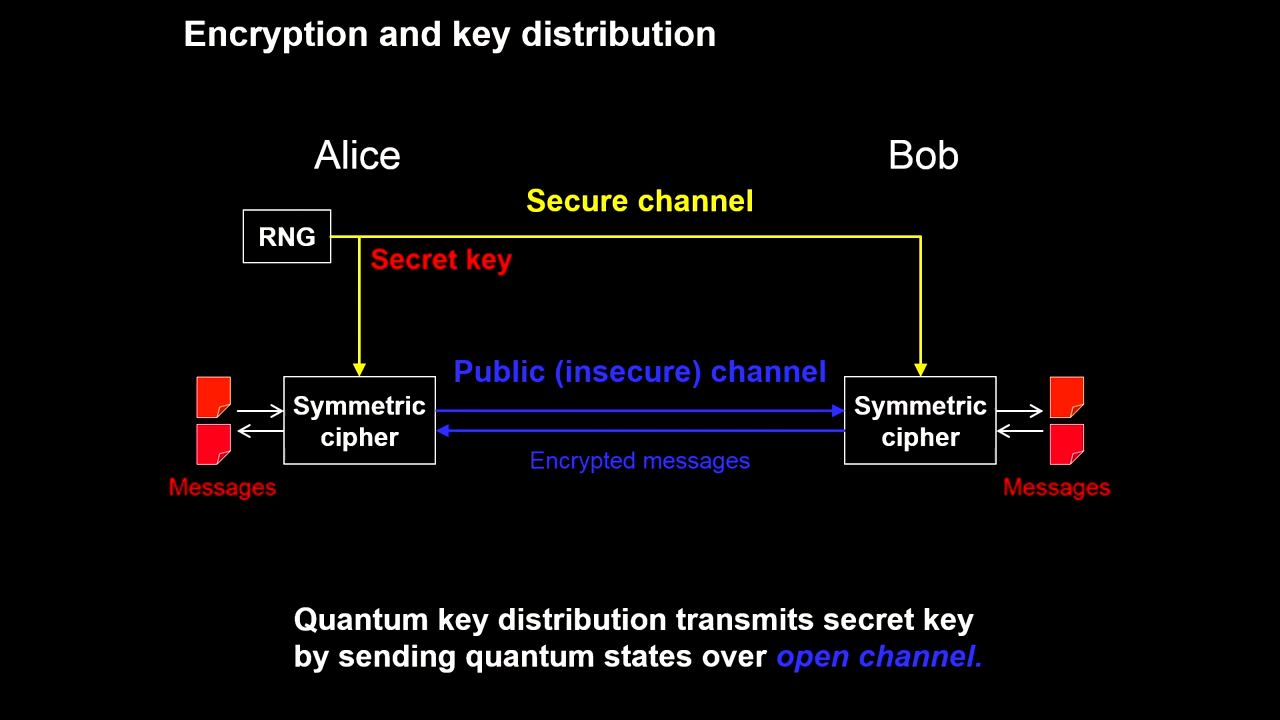 Encryption and key distribution
Alice
Bob
Secure channel
RNG
Secret key
Public (insecure) channel
Symmetric
cipher
Symmetric
cipher
Encrypted messages
Messages
Messages
Quantum key distribution transmits secret key
by sending quantum states over open channel.